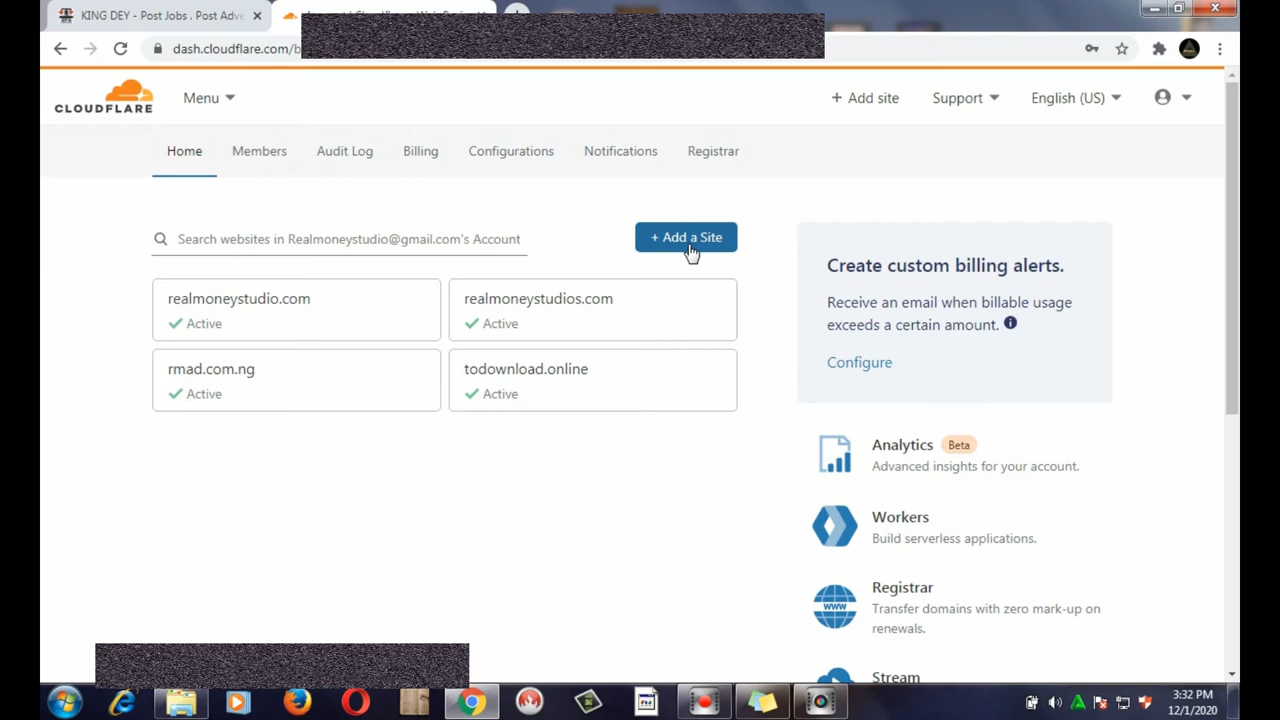 KING DEY - Post Jobs . Post Adve
dash.cloudflare.com/b
CLOUDFLARE
Menu
+ Add site
Support
English (US)
Home
Members
Audit Log
Billing
Configurations
Notifications
Registrar
Search websites in Realmoneystudio@gmail.com's Account
+ Add a Site
realmoneystudio.com
Active
realmoneystudios.com
Active
rmad.com.ng
Active
todownload.online
Active
Create custom billing alerts.
Receive an email when billable usage
exceeds a certain amount.
Configure
Analytics Beta
Advanced insights for your account.
Workers
Build serverless applications.
WWW
Registrar
Transfer domains with zero mark-up on
renewals.
Stream
3:32 PM
12/1/2020